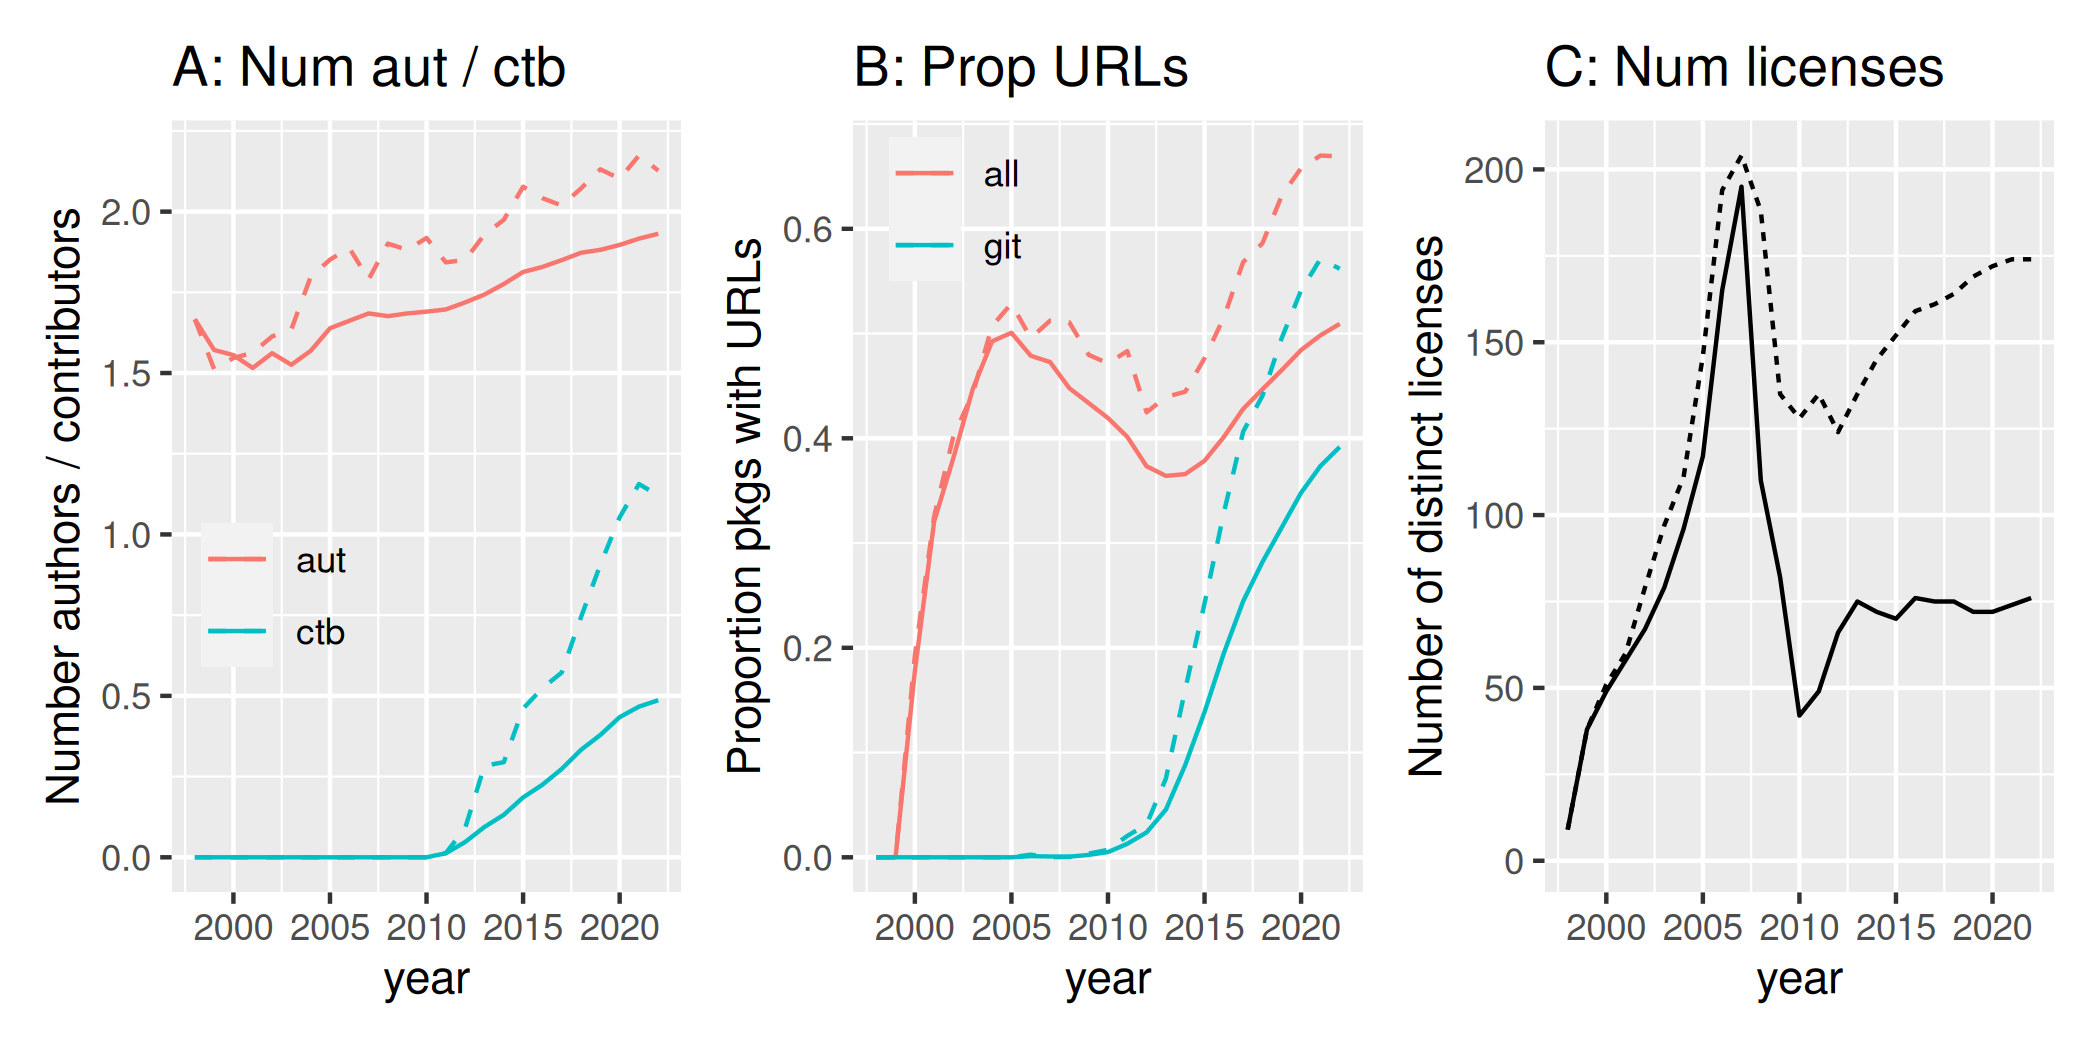 A: Num aut / ctb
Number authors / contributors
2.0
1.5
1.0
0.5
0.0
aut
ctb
2000 2005 2010 2015 2020
year
B: Prop URLs
Proportion pkgs with URLs
0.6
0.4
0.2
0.0
all
git
2000 2005 2010 2015 2020
year
C: Num licenses
Number of distinct licenses
200
150
100
50
0
2000 2005 2010 2015 2020
year